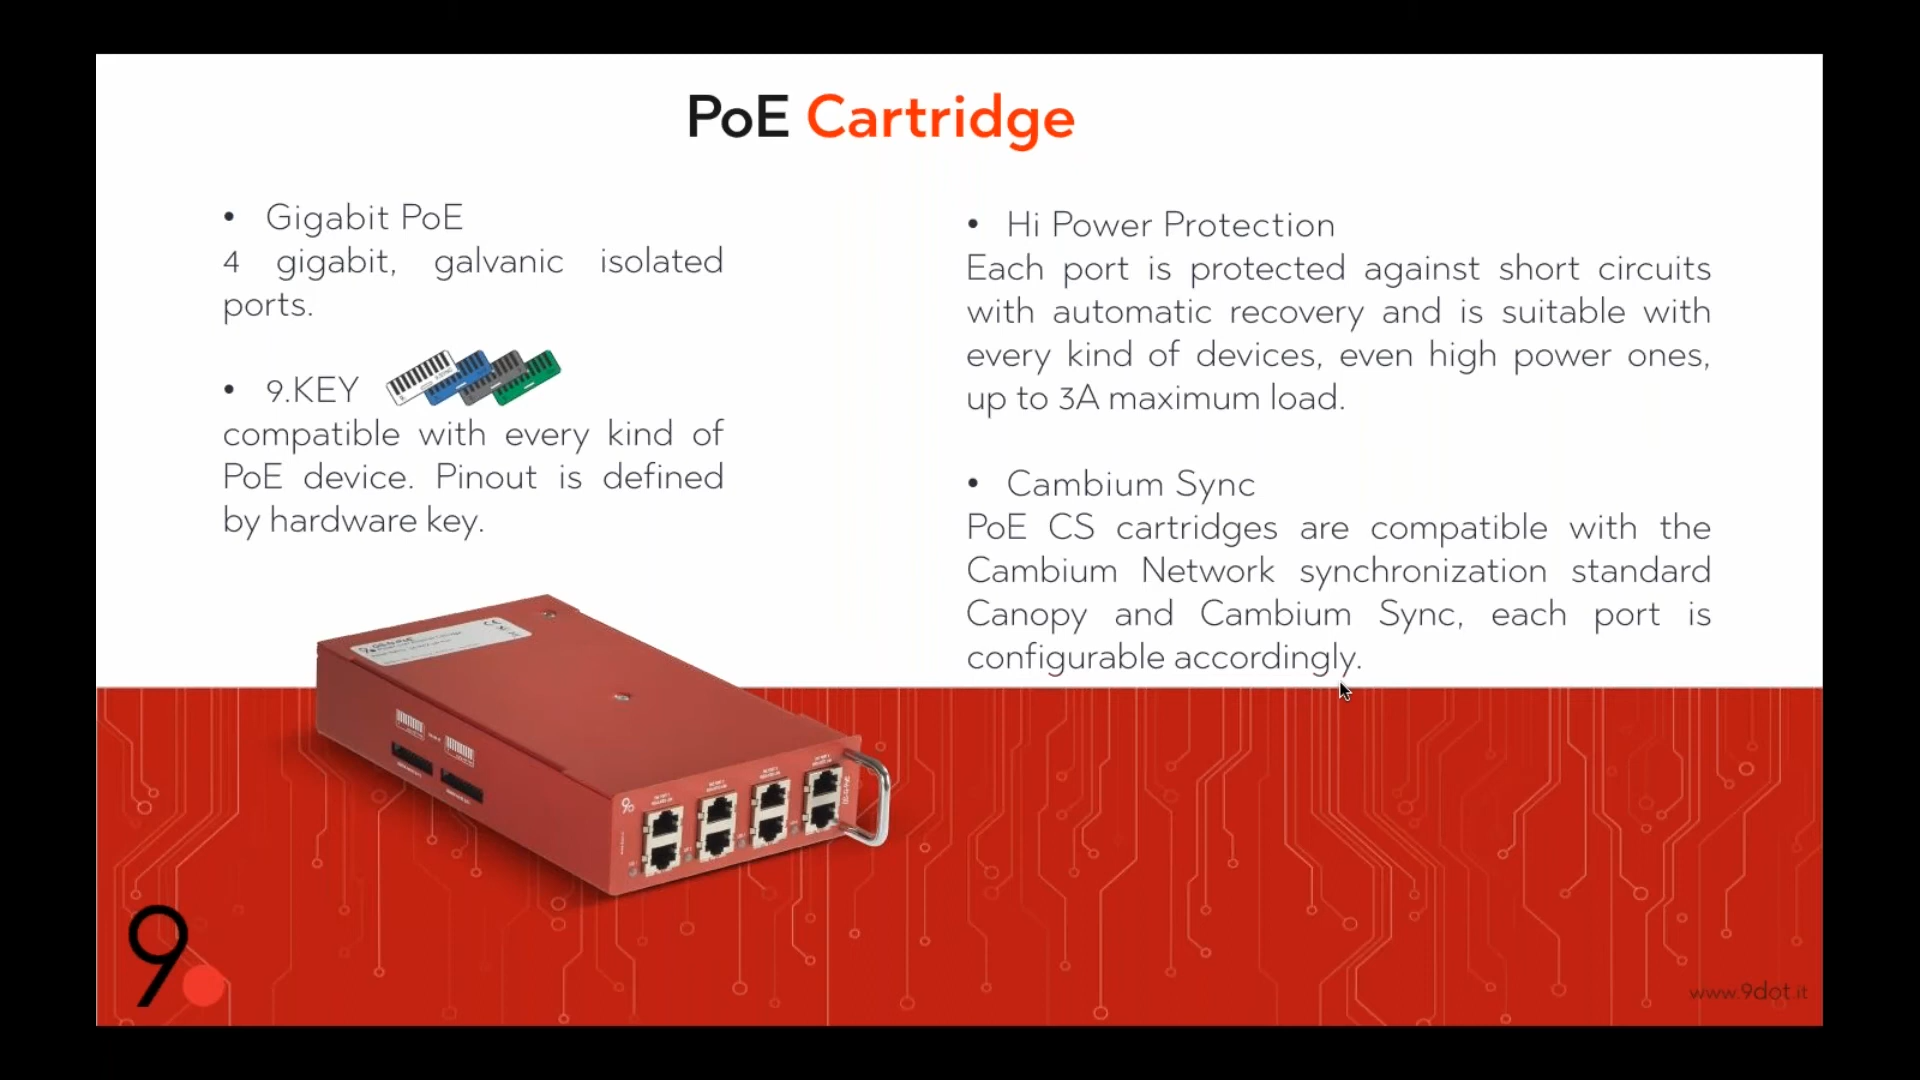 PoE Cartridge
• Gigabit PoE
4 gigabit, galvanic isolated
ports.
• 9.KEY
compatible with every kind of
PoE device. Pinout is defined
by hardware key.
• Hi Power Protection
Each port is protected against short circuits
with automatic recovery and is suitable with
every kind of devices, even high power ones,
up to 3A maximum load.
• Cambium Sync
PoE CS cartridges are compatible with the
Cambium Network synchronization standard
Canopy and Cambium Sync, each port is
configurable accordingly.
9.
www.9dot.it